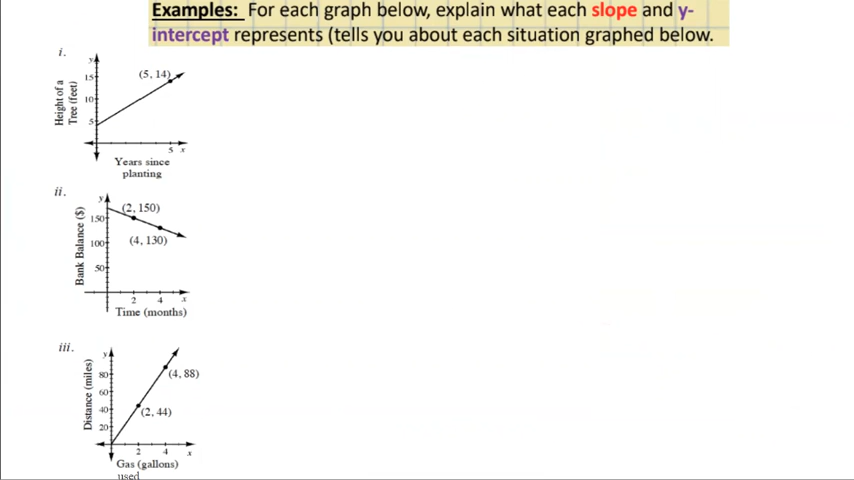 Examples: For each graph below, explain what each slope and y-
intercept represents (tells you about each situation graphed below.
i.
y
15
10
5
(5, 14)
Height of a
Tree (feet)
5 x
Years since
planting
ii.
y
150
100
50
(2, 150)
(4, 130)
Bank Balance ($)
2 4 x
Time (months)
iii.
y
80
60
40
20
(4, 88)
(2, 44)
Distance (miles)
2 4 x
Gas (gallons)
used